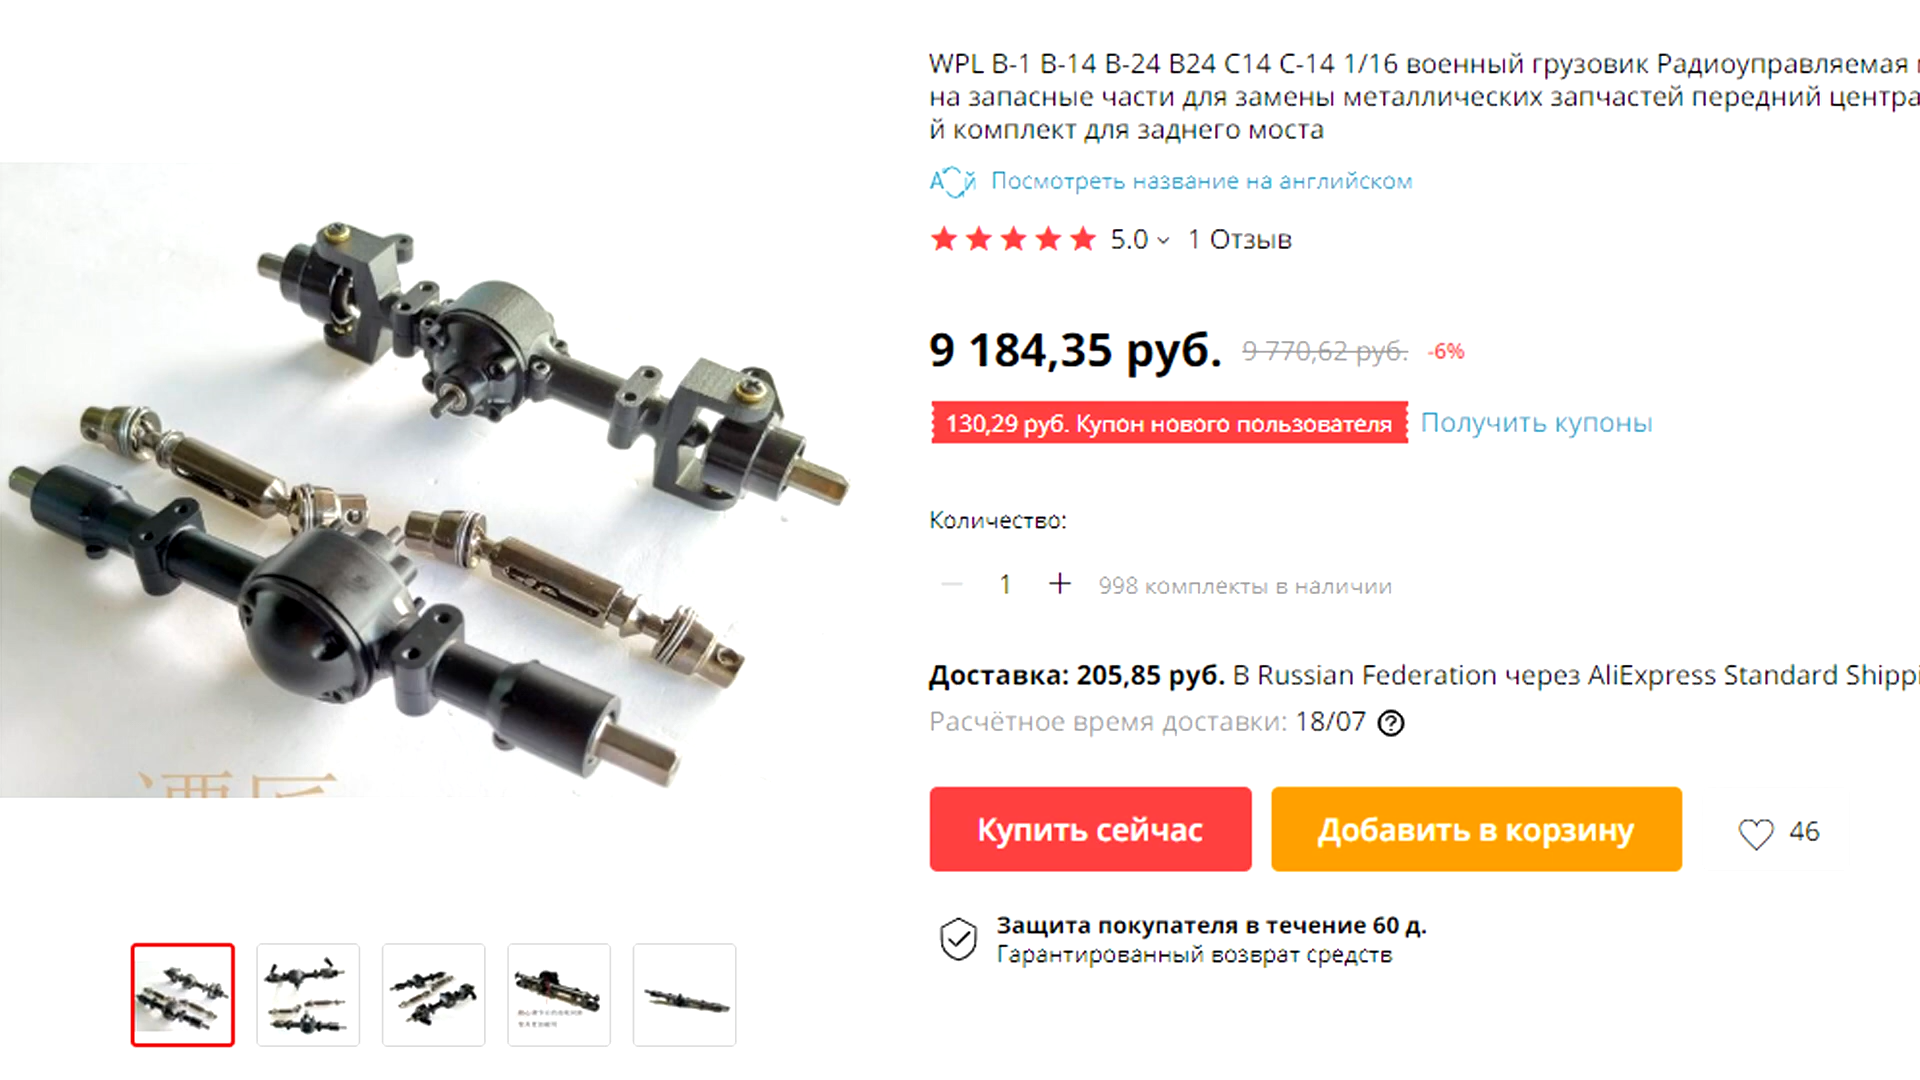 WPL B-1 B-14 B-24 B24 C14 C-14 1/16 военный грузовик Радиоуправляемая
на запасные части для замены металлических запчастей передний центра
й комплект для заднего моста
Посмотреть название на английском
5.0 1 Отзыв
9 184,35 руб. 9 770,62 руб. -6%
130,29 руб. Купон нового пользователя Получить купоны
Количество:
1 998 комплекты в наличии
Доставка: 205,85 руб. В Russian Federation через AliExpress Standard Shippi
Расчётное время доставки: 18/07
Купить сейчас Добавить в корзину 46
Защита покупателя в течение 60 д.
Гарантированный возврат средств